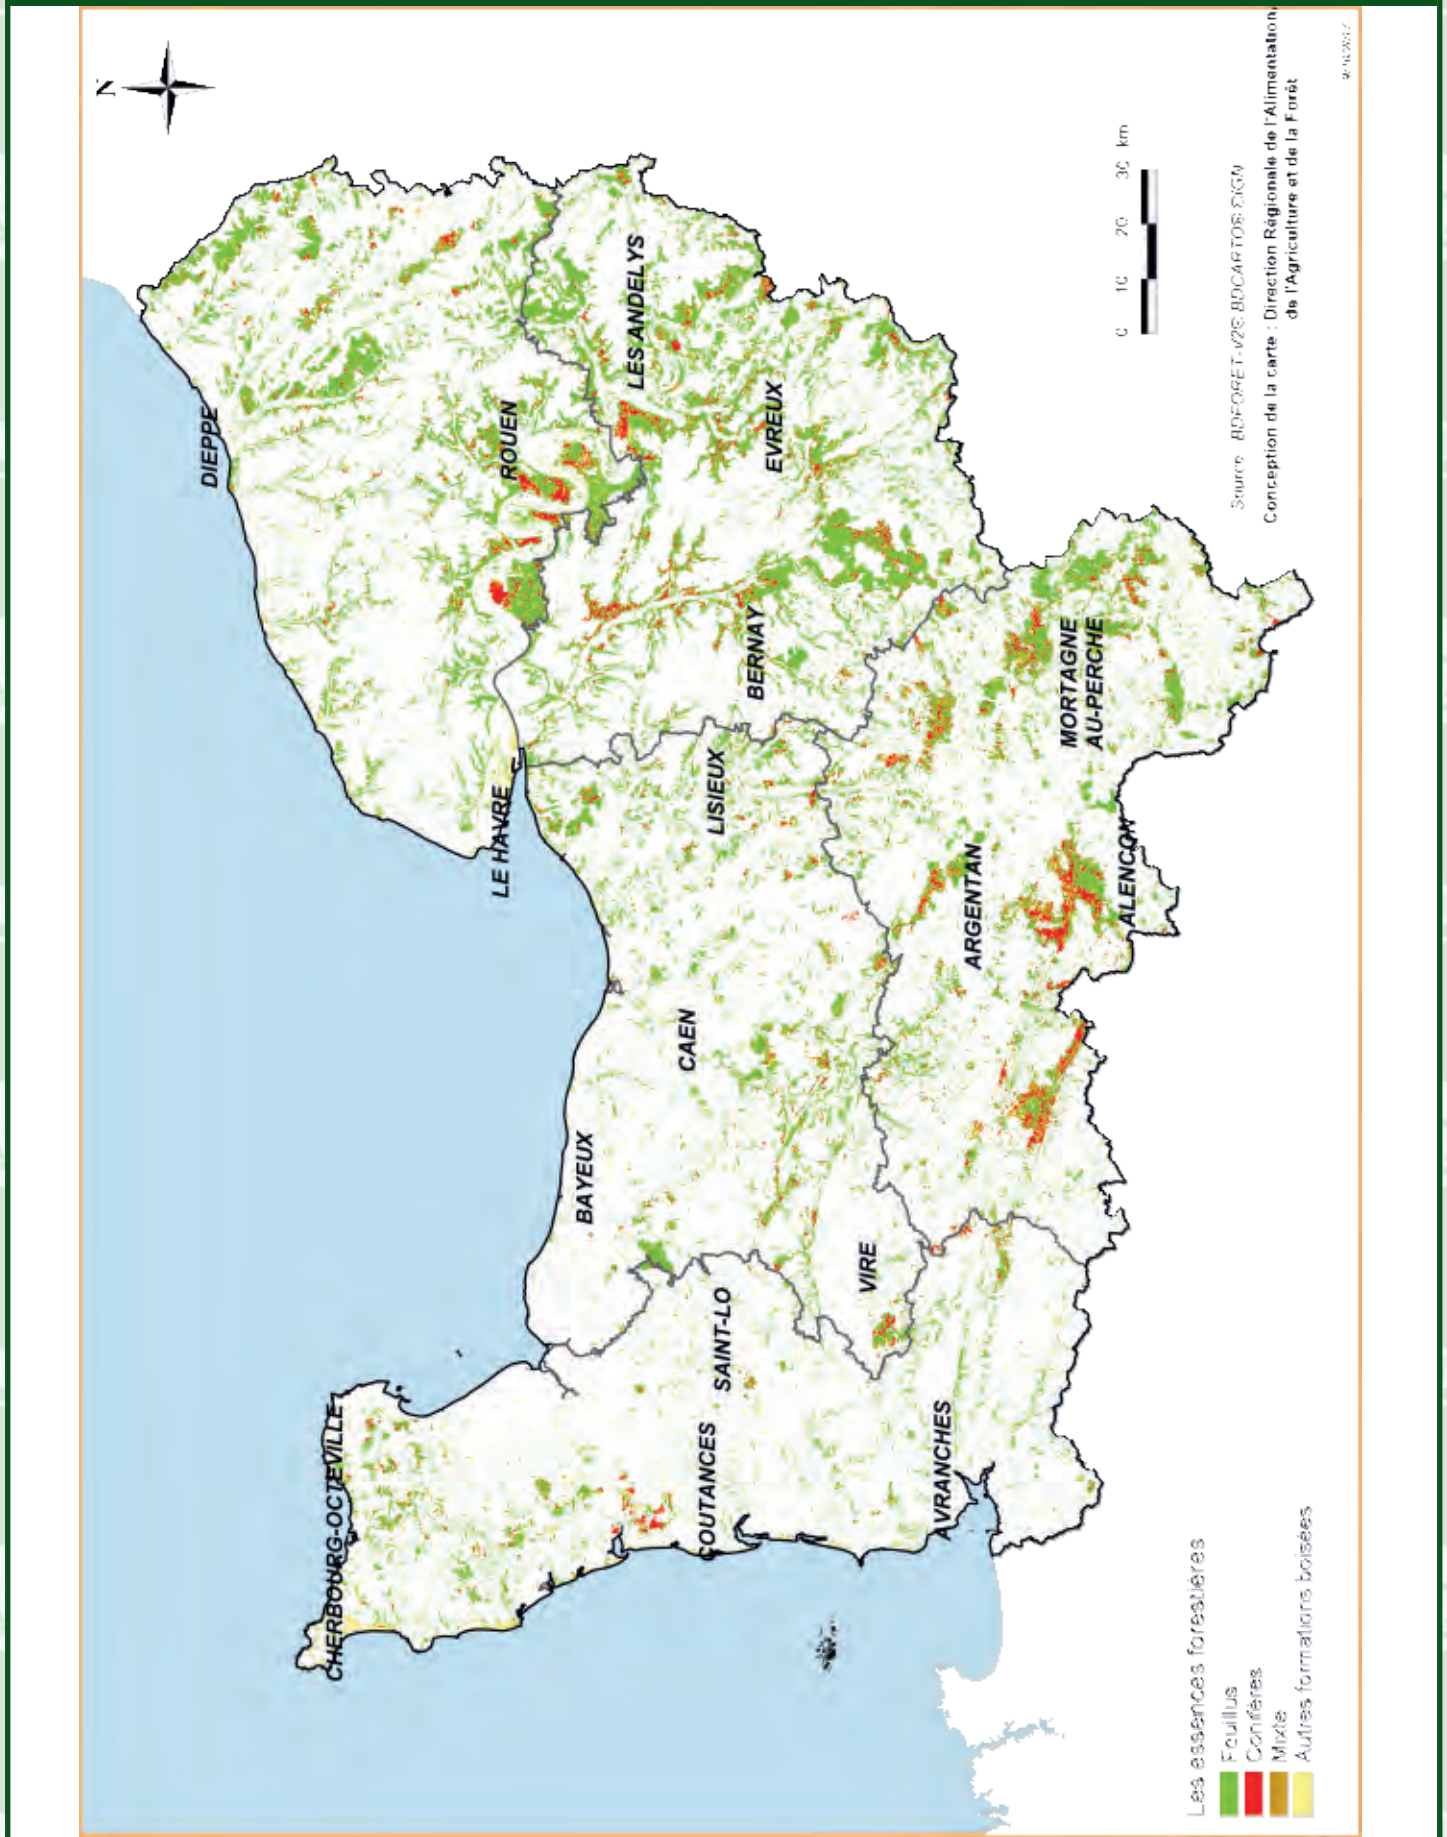 N
DIEPPE
ROUEN
LES ANDELYS
EVREUX
LE HAVRE
BERNAY
LISIEUX
MORTAGNE
AU-PERCHE
CAEN
ARGENTAN
ALENCON
BAYEUX
VIRE
SAINT-LO
CHERBOURG-OCTEVILLE
COUTANCES
AVRANCHES
Les essences forestières
Feuillus
Conifères
Mixte
Autres formations boisées
0 10 20 30 km
Source BDFORET-V2©
Conception de la carte : Direction Régionale de l'Alimentation,
de l'Agriculture et de la Forêt